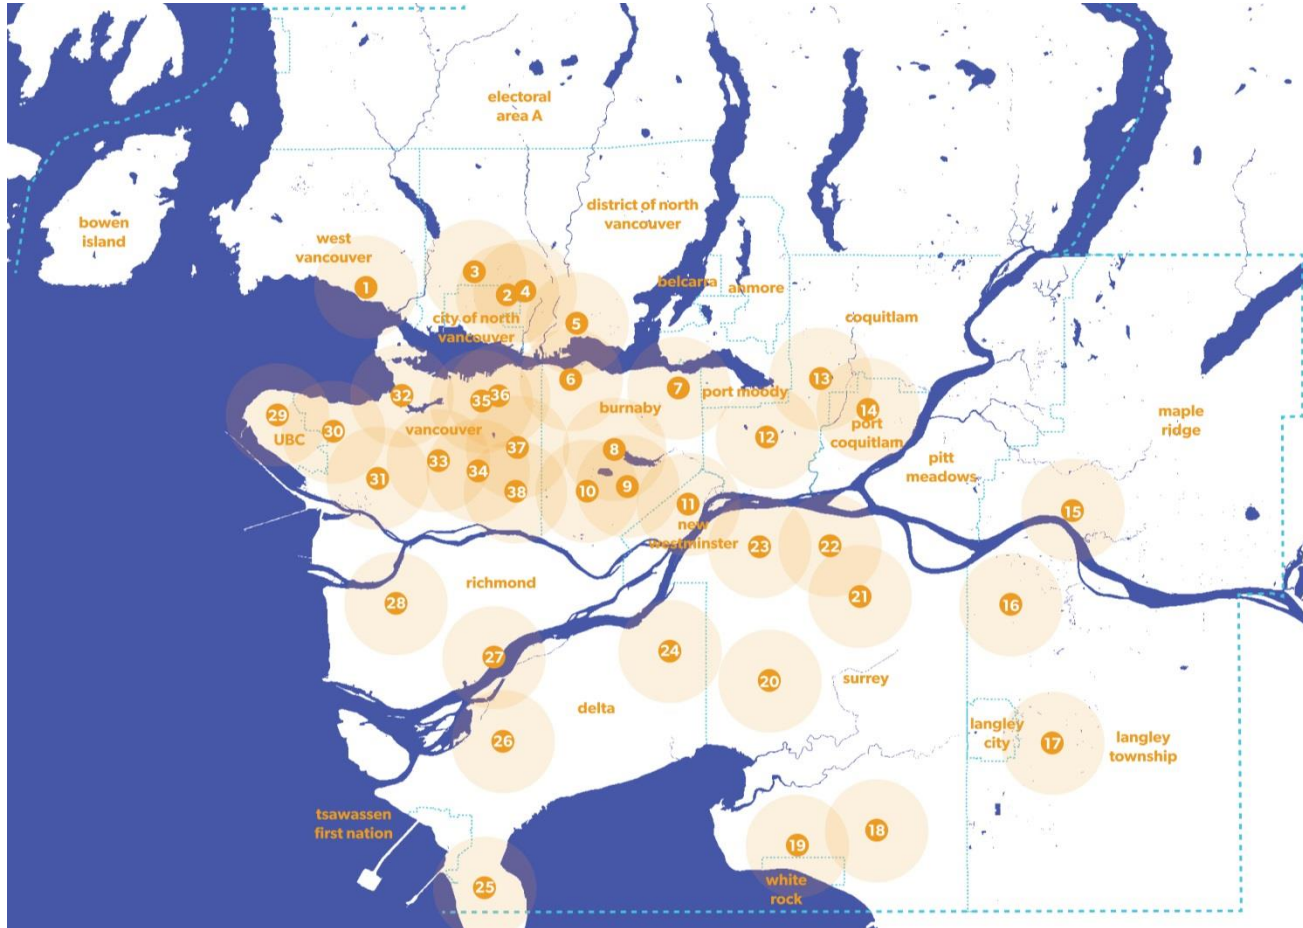 electoral
area A
bowen
island
district of north
vancouver
west
vancouver
3
1
2
4
belcarra
anmore
city of north
vancouver
5
coquitlam
6
7
13
port moody
32
35
36
burnaby
14
29
UBC
30
vancouver
port
coquitlam
maple
ridge
12
37
8
33
34
31
38
10
9
pitt
meadows
11
new
westminster
15
23
22
richmond
28
21
16
27
24
20
surrey
delta
26
langley
city
17
langley
township
tsawassen
first nation
18
19
white
rock
25